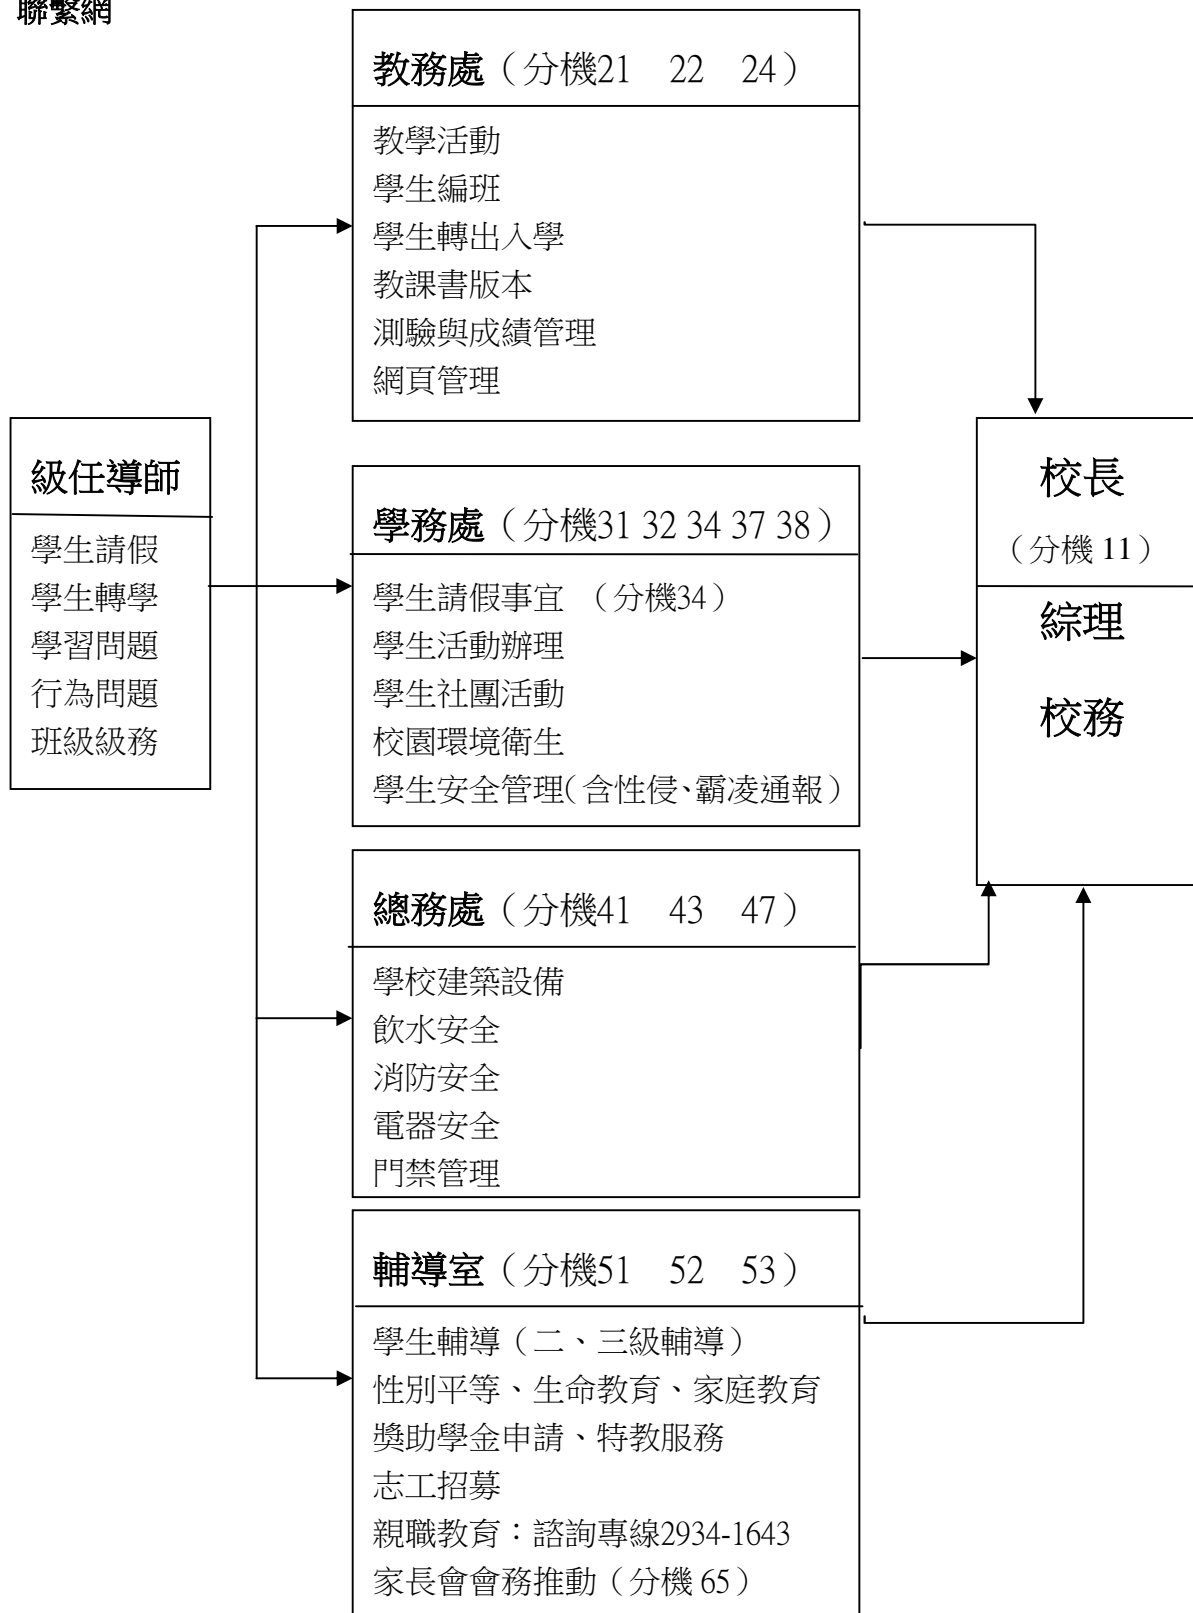 聯繫網
教務處（分機21 22 24）
教學活動
學生編班
學生轉出入學
教課書版本
測驗與成績管理
網頁管理
級任導師
學生請假
學生轉學
學習問題
行為問題
班級級務
學務處（分機31 32 34 37 38）
學生請假事宜 （分機34）
學生活動辦理
學生社團活動
校園環境衛生
學生安全管理（含性侵、霸凌通報）
總務處（分機41 43 47）
學校建築設備
飲水安全
消防安全
電器安全
門禁管理
輔導室（分機51 52 53）
學生輔導（二、三級輔導）
性別平等、生命教育、家庭教育
獎助學金申請、特教服務
志工招募
親職教育：諮詢專線2934-1643
家長會會務推動（分機 65）
校長
（分機 11）
綜理
校務